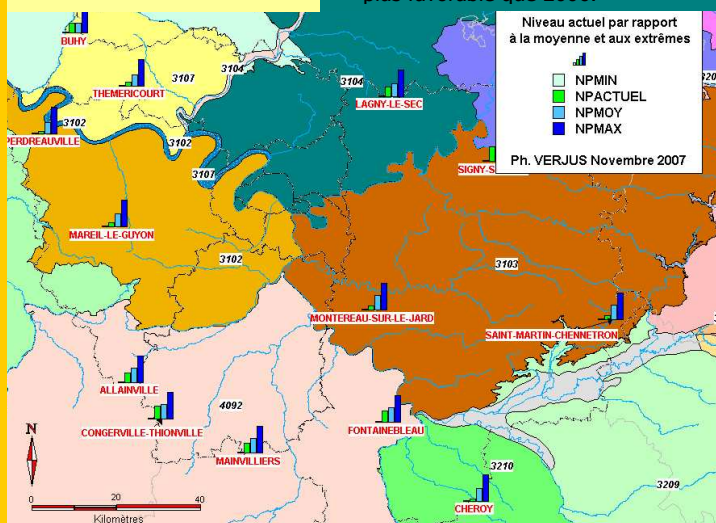 Niveau actuel par rapport
à la moyenne et aux extrêmes
NPMIN
NPACTUEL
NPMOY
NPMAX
Ph. VERJUS Novembre 2007
BUHY
3104
3107
THEMERICOURT
3104
LAGNY-LE-SEC
3102
PERDREAUVILLE
3102
3107
MAREIL-LE-GUYON
3102
3103
MONTEREAU-SUR-LE-JARD
SAINT-MARTIN-CHENNETRON
ALLAINVILLE
4092
CONGERVILLE-THIONVILLE
FONTAINEBLEAU
MAINVILLIERS
N
3210
CHEROY
3209
0 20 40
Kilomètres